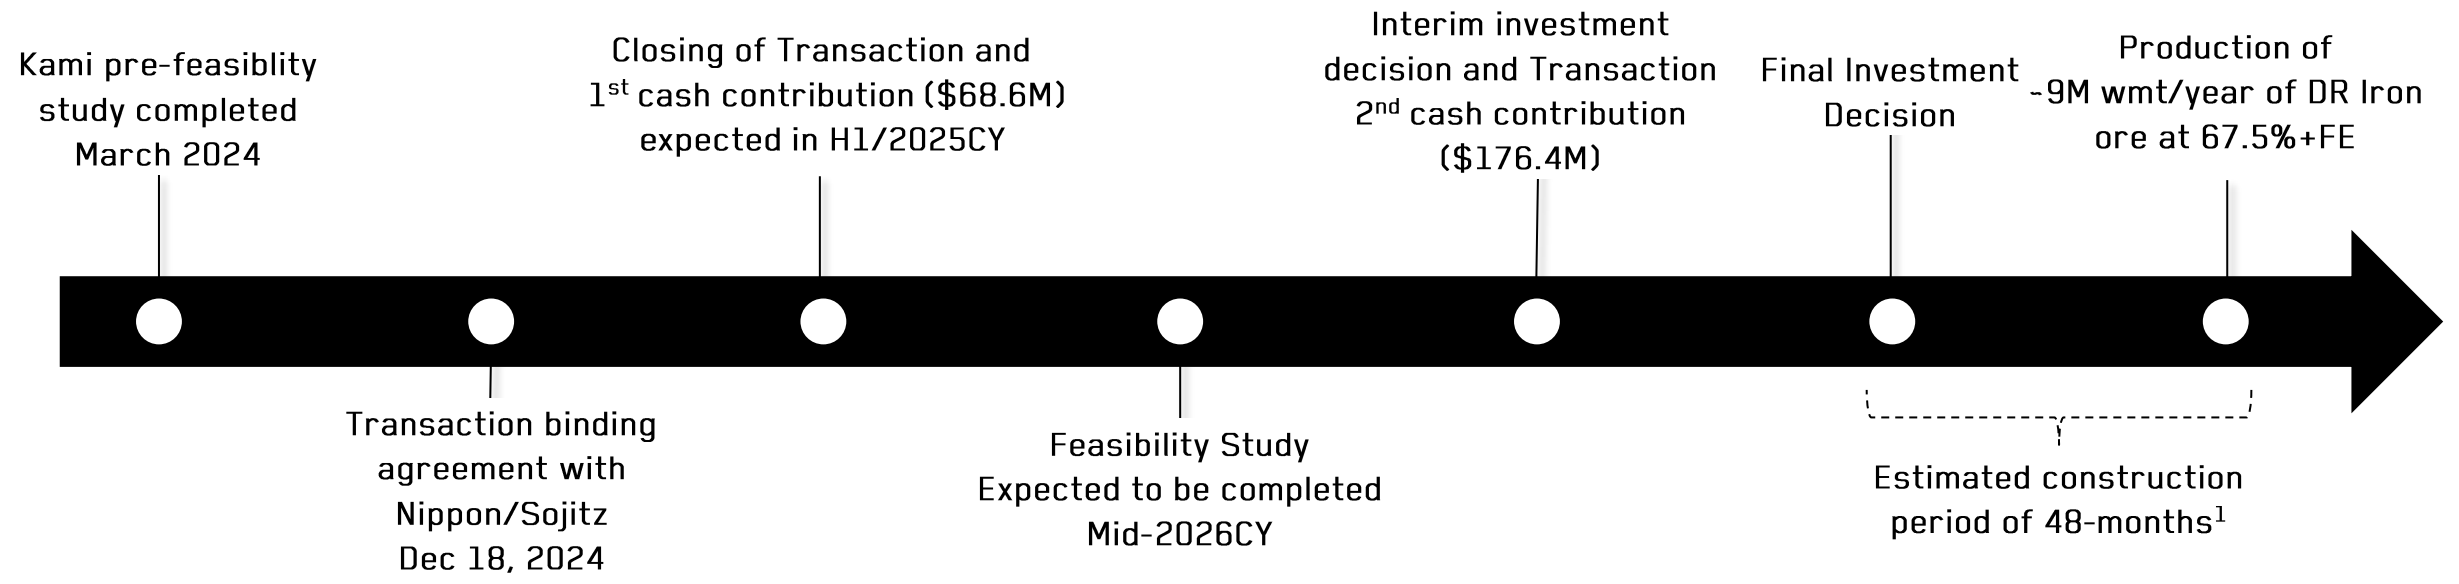 Kami pre-feasiblity
study completed
March 2024
Transaction binding
agreement with
Nippon/Sojitz
Dec 18, 2024
Closing of Transaction and
1st cash contribution ($68.6M)
expected in H1/2025CY
Feasibility Study
Expected to be completed
Mid-2026CY
Interim investment
decision and Transaction
2nd cash contribution
($176.4M)
Final Investment
Decision
Production of
~9M wmt/year of DR Iron
ore at 67.5%+FE
Estimated construction
period of 48-months1